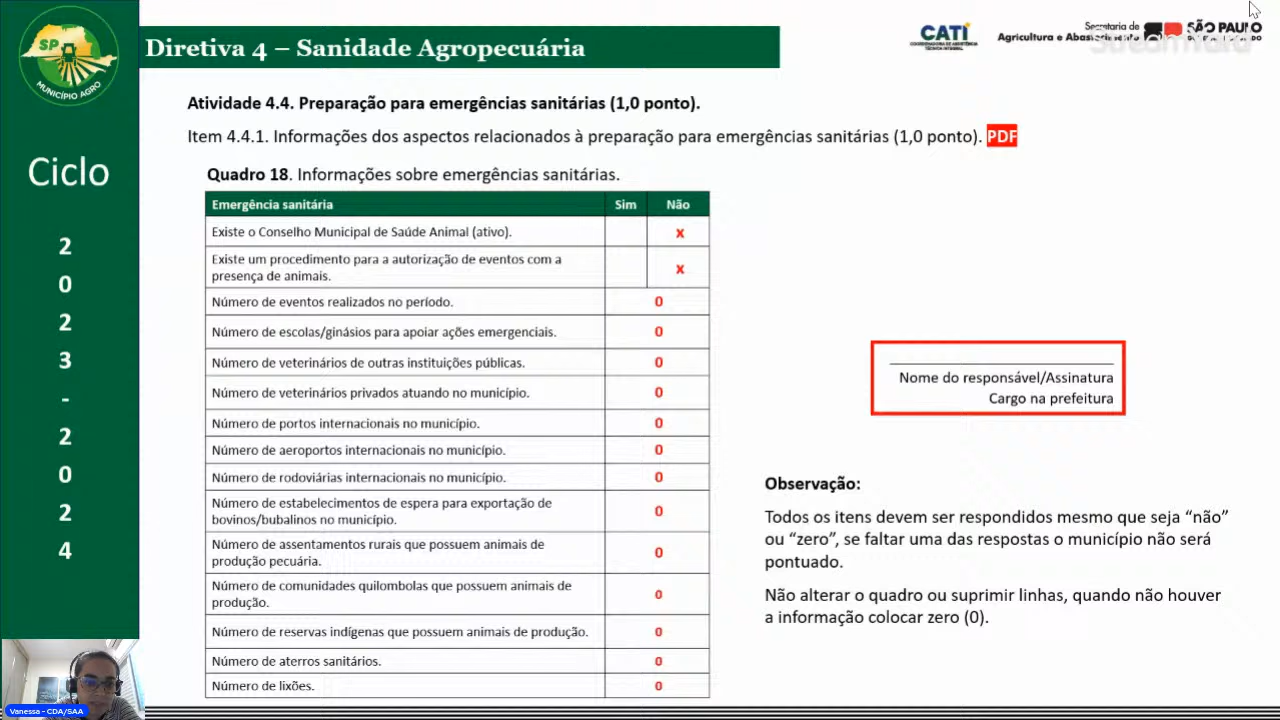 SP
MUNICÍPIO AGRO
Diretiva 4 – Sanidade Agropecuária
CATI
COORDENADORIA DE ASSISTÊNCIA
TÉCNICA INTEGRAL
Secretaria de
Agricultura e Abastecimento
SÃO PAULO
Ciclo
2
0
2
3
-
2
0
2
4
Atividade 4.4. Preparação para emergências sanitárias (1,0 ponto).
Item 4.4.1. Informações dos aspectos relacionados à preparação para emergências sanitárias (1,0 ponto). PDF
Quadro 18. Informações sobre emergências sanitárias.
Emergência sanitária Sim Não
Existe o Conselho Municipal de Saúde Animal (ativo). x
Existe um procedimento para a autorização de eventos com a
presença de animais. x
Número de eventos realizados no período. 0
Número de escolas/ginásios para apoiar ações emergenciais. 0
Número de veterinários de outras instituições públicas. 0
Número de veterinários privados atuando no município. 0
Número de portos internacionais no município. 0
Número de aeroportos internacionais no município. 0
Número de rodoviárias internacionais no município. 0
Número de estabelecimentos de espera para exportação de
bovinos/bubalinos no município. 0
Número de assentamentos rurais que possuem animais de
produção pecuária. 0
Número de comunidades quilombolas que possuem animais de
produção. 0
Número de reservas indígenas que possuem animais de produção. 0
Número de aterros sanitários. 0
Número de lixões. 0
Nome do responsável/Assinatura
Cargo na prefeitura
Observação:
Todos os itens devem ser respondidos mesmo que seja “não”
ou “zero”, se faltar uma das respostas o município não será
pontuado.
Não alterar o quadro ou suprimir linhas, quando não houver
a informação colocar zero (0).
Vanessa - CDA/SAA